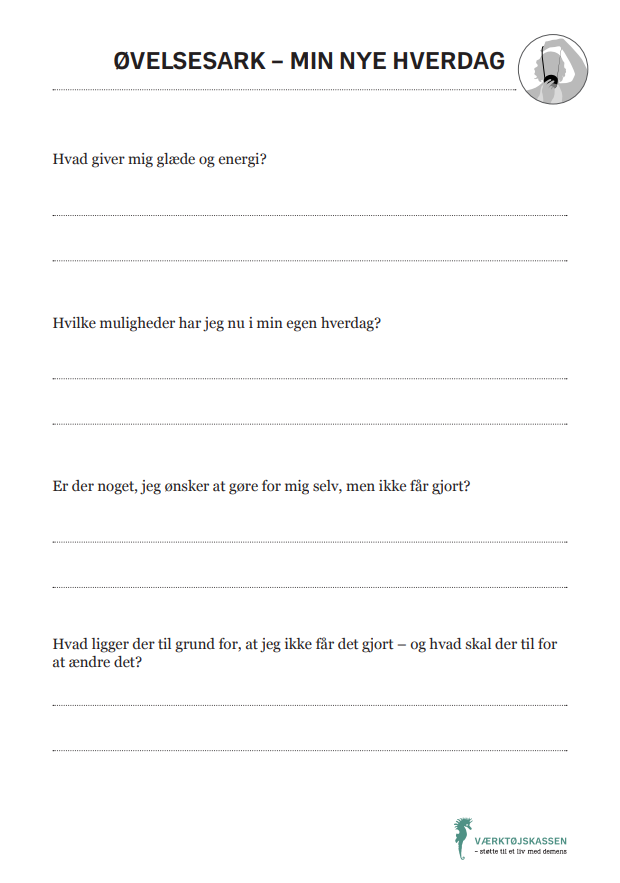 ØVELSESARK – MIN NYE HVERDAG
Hvad giver mig glæde og energi?
Hvilke muligheder har jeg nu i min egen hverdag?
Er der noget, jeg ønsker at gøre for mig selv, men ikke får gjort?
Hvad ligger der til grund for, at jeg ikke får det gjort – og hvad skal der til for
at ændre det?
VÆRKTØJSKASSEN
– støtte til et liv med demens